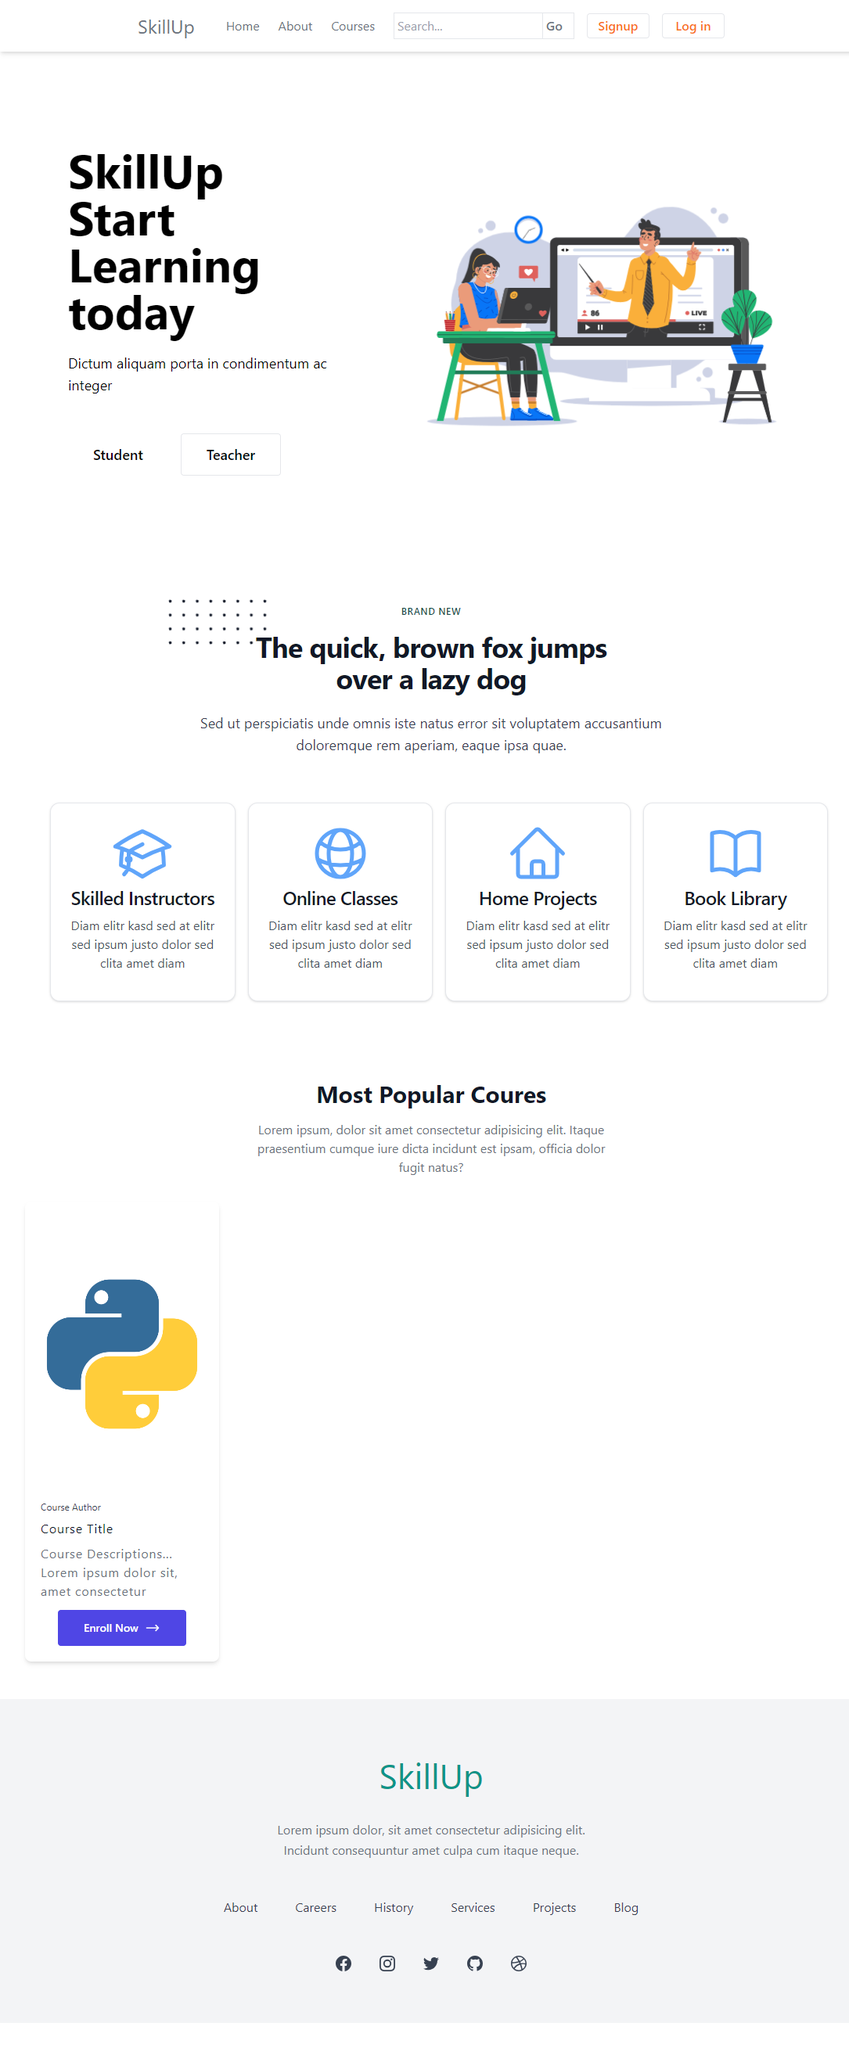 SkillUp
Home About Courses Search... Go Signup Log in
SkillUp
Start
Learning
today
Dictum aliquam porta in condimentum ac
integer
Student Teacher
86
LIVE
BRAND NEW
The quick, brown fox jumps
over a lazy dog
Sed ut perspiciatis unde omnis iste natus error sit voluptatem accusantium
doloremque rem aperiam, eaque ipsa quae.
Skilled Instructors
Diam elitr kasd sed at elitr
sed ipsum justo dolor sed
clita amet diam
Online Classes
Diam elitr kasd sed at elitr
sed ipsum justo dolor sed
clita amet diam
Home Projects
Diam elitr kasd sed at elitr
sed ipsum justo dolor sed
clita amet diam
Book Library
Diam elitr kasd sed at elitr
sed ipsum justo dolor sed
clita amet diam
Most Popular Coures
Lorem ipsum, dolor sit amet consectetur adipisicing elit. Itaque
praesentium cumque iure dicta incidunt est ipsam, officia dolor
fugit natus?
Course Author
Course Title
Course Descriptions...
Lorem ipsum dolor sit,
amet consectetur
Enroll Now
SkillUp
Lorem ipsum dolor, sit amet consectetur adipisicing elit.
Incidunt consequuntur amet culpa cum itaque neque.
About Careers History Services Projects Blog